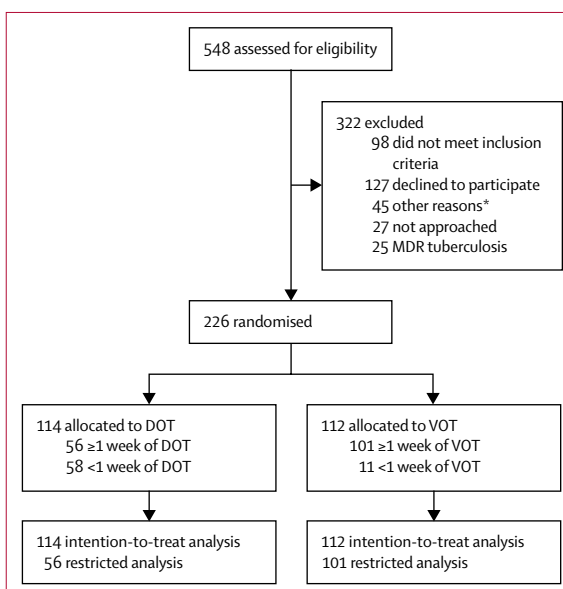 548 assessed for eligibility
322 excluded
98 did not meet inclusion
criteria
127 declined to participate
45 other reasons*
27 not approached
25 MDR tuberculosis
226 randomised
114 allocated to DOT
56 ≥1 week of DOT
58 <1 week of DOT
112 allocated to VOT
101 ≥1 week of VOT
11 <1 week of VOT
114 intention-to-treat analysis
56 restricted analysis
112 intention-to-treat analysis
101 restricted analysis